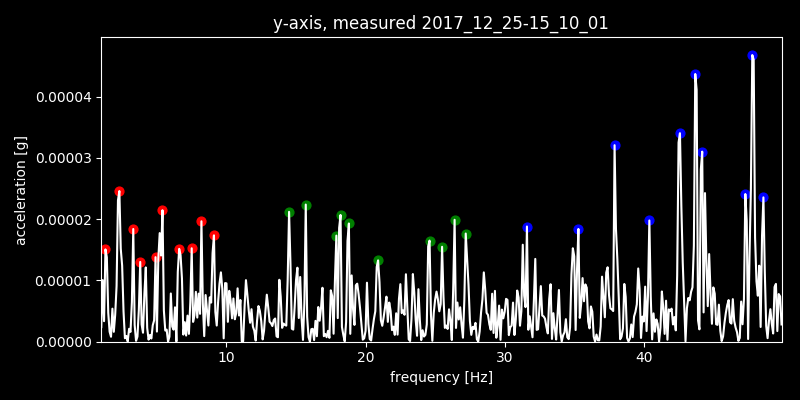 y-axis, measured 2017_12_25-15_10_01
acceleration [g]
0.00004
0.00003
0.00002
0.00001
0.00000
10 20 30 40
frequency [Hz]